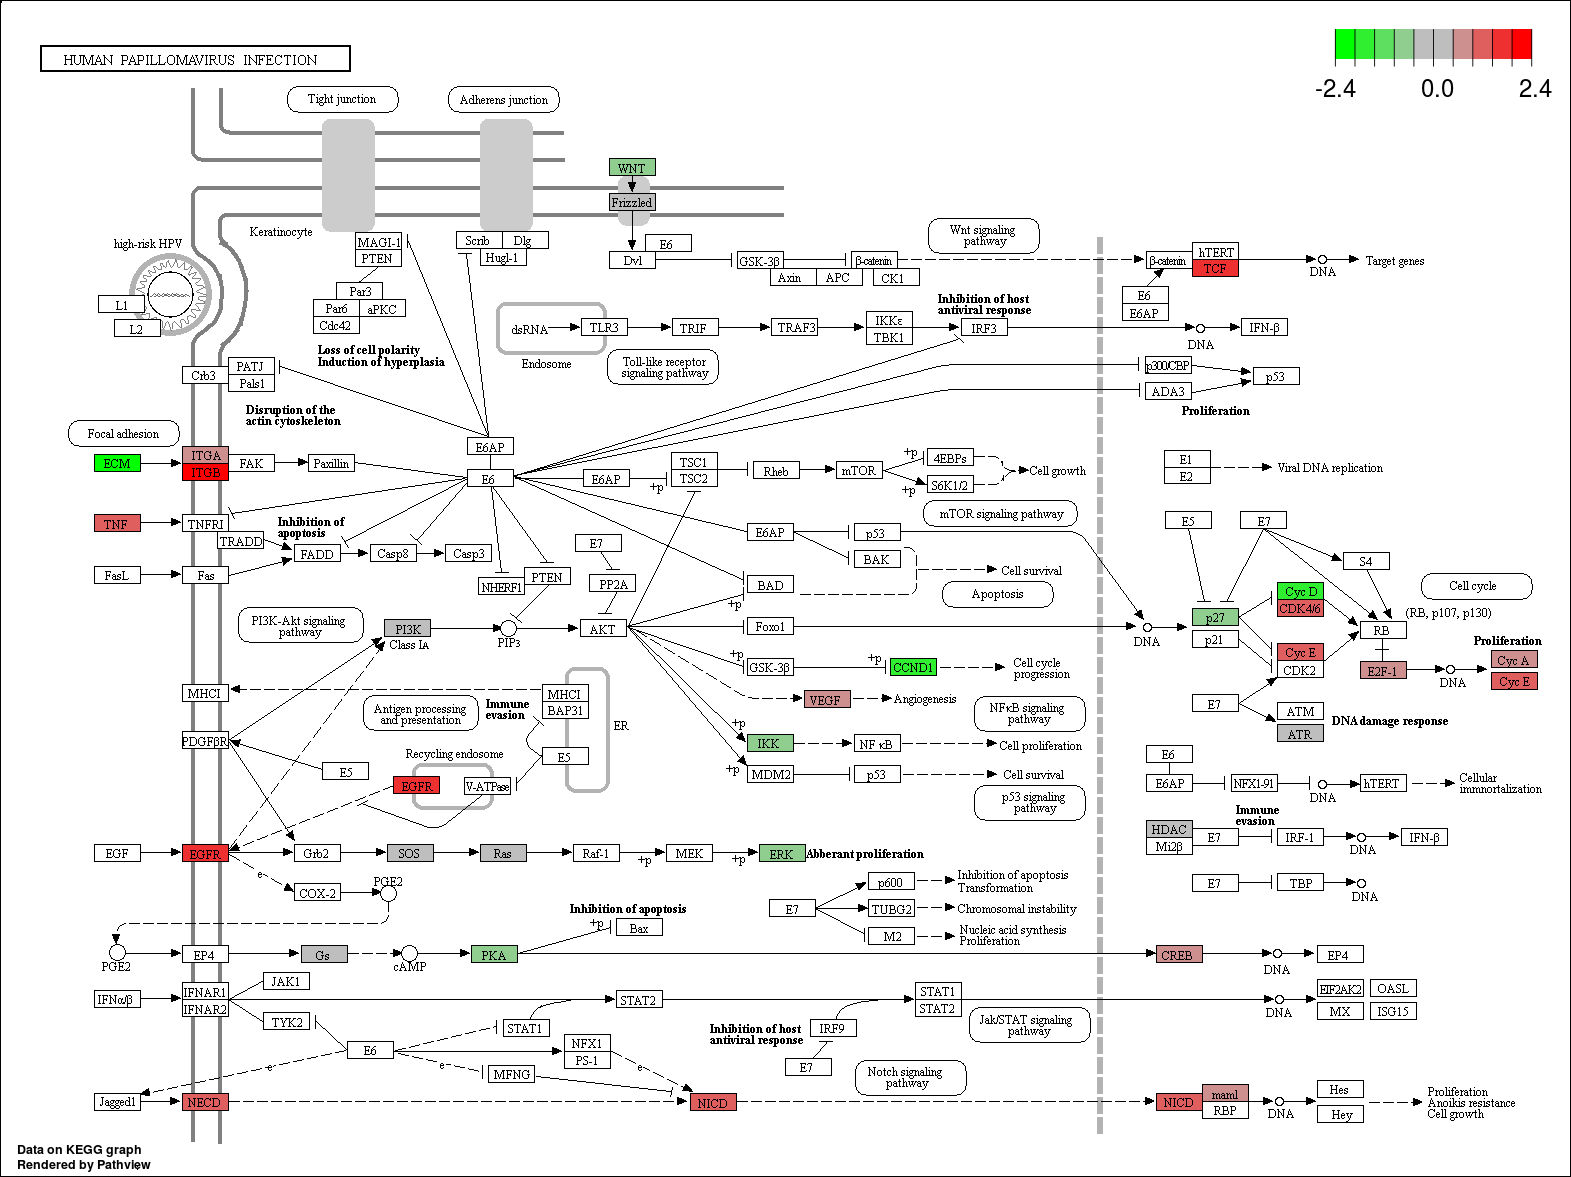 HUMAN PAPILLOMAVIRUS INFECTION
-2.4 0.0 2.4
Tight junction
Adherens junction
WNT
Frizzled
Keratinocyte
high-risk HPV
L1
L2
MAGI-1
PTEN
Scrib Dlg
Hugl-1
E6
Dvl
GSK-3β
Axin APC
β-catenin
CK1
Wnt signaling
pathway
β-catenin
hTERT
TCF
DNA
Target genes
E6
E6AP
Par3
Par6 aPKC
Cdc42
dsRNA
TLR3
TRIF
TRAF3
IKKε
TBK1
Inhibition of host
antiviral response
IRF3
DNA
IFN-β
Endosome
Toll-like receptor
signaling pathway
Loss of cell polarity
Induction of hyperplasia
Crb3
PATJ
Pals1
p300/CBP
ADA3
p53
Proliferation
Disruption of the
actin cytoskeleton
Focal adhesion
ECM
ITGA
ITGB
FAK
Paxillin
E6AP
E6
E6AP
+p
TSC1
TSC2
Rheb
mTOR
+p
+p
4EBPs
S6K1/2
Cell growth
mTOR signaling pathway
E1
E2
Viral DNA replication
TNF
TNFRI
TRADD
Inhibition of
apoptosis
FADD
Casp8
Casp3
FasL
Fas
NHERF1
PTEN
E7
PP2A
E6AP
p53
BAK
BAD
+p
Cell survival
Apoptosis
E5
E7
S4
Cell cycle
p27
p21
Cyc D
CDK4/6
Cyc E
CDK2
RB
(RB, p107, p130)
E2F-1
DNA
Proliferation
Cyc A
Cyc E
PI3K-Akt signaling
pathway
PI3K
Class IA
PIP3
AKT
Foxo1
DNA
+p
GSK-3β
+p
CCND1
Cell cycle
progression
VEGF
Angiogenesis
NFκB signaling
pathway
+p
IKK
NFκB
Cell proliferation
+p
MDM2
p53
Cell survival
p53 signaling
pathway
E7
ATM
ATR
DNA damage response
MHCI
Antigen processing
and presentation
Immune
evasion
MHCI
BAP31
ER
E5
PDGFβR
E5
Recycling endosome
EGFR
V-ATPase
E6
E6AP
NFX1-91
DNA
hTERT
Cellular
immortalization
Immune
evasion
HDAC
Mi2β
E7
IRF-1
DNA
IFN-β
E7
TBP
DNA
EGF
EGFR
Grb2
SOS
Ras
Raf-1
+p
MEK
+p
ERK
Abberant proliferation
e
COX-2
PGE2
E7
p600
TUBG2
M2
Inhibition of apoptosis
Transformation
Chromosomal instability
Nucleic acid synthesis
Proliferation
Inhibition of apoptosis
+p
Bax
PGE2
EP4
Gs
cAMP
PKA
CREB
DNA
EP4
IFNα/β
IFNAR1
IFNAR2
JAK1
TYK2
STAT2
STAT1
STAT1
STAT2
DNA
EIF2AK2 OASL
MX ISG15
Jak/STAT signaling
pathway
Inhibition of host
antiviral response
IRF9
E7
E6
NFX1
PS-1
MFNG
e
e
e
Notch signaling
pathway
Jagged1
NECD
NICD
NICD
maml
RBP
DNA
Hes
Hey
Proliferation
Anoikis resistance
Cell growth
Data on KEGG graph
Rendered by Pathview